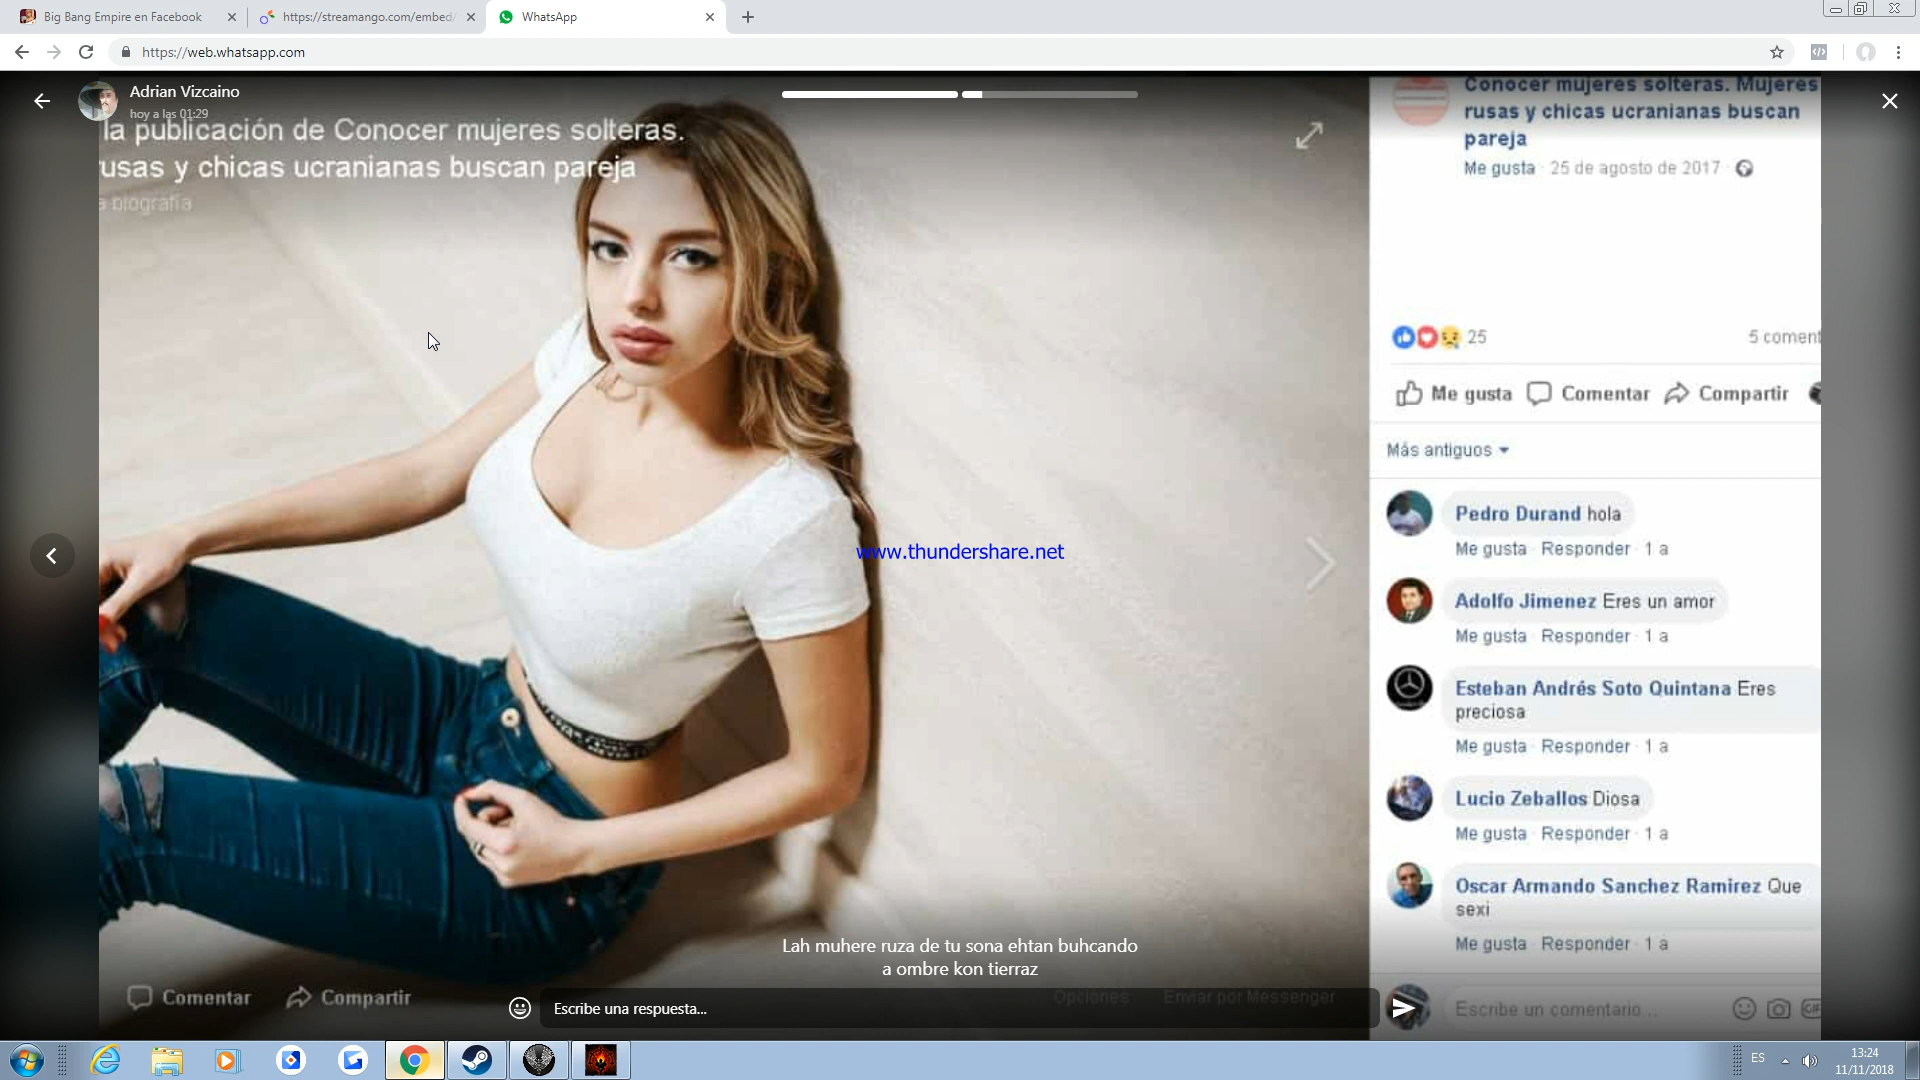 Big Bang Empire en Facebook
https://streamango.com/embed/
WhatsApp
https://web.whatsapp.com
Adrian Vizcaino
hoy a las 01:29
la publicación de Conocer mujeres solteras.
rusas y chicas ucranianas buscan pareja
a biografía
Conocer mujeres solteras. Mujeres
rusas y chicas ucranianas buscan
pareja
Me gusta · 25 de agosto de 2017 ·
25
5 coment
Me gusta
Comentar
Compartir
Más antiguos
Pedro Durand hola
Me gusta · Responder · 1 a
Adolfo Jimenez Eres un amor
Me gusta · Responder · 1 a
Esteban Andrés Soto Quintana Eres
preciosa
Me gusta · Responder · 1 a
Lucio Zeballos Diosa
Me gusta · Responder · 1 a
Oscar Armando Sanchez Ramirez Que
sexi
Me gusta · Responder · 1 a
Escribe un comentario...
GIF
www.thundershare.net
Lah muhere ruza de tu sona ehtan buhcando
a ombre kon tierraz
Comentar
Compartir
Opciones
Enviar por Messenger
Escribe una respuesta...
ES
13:24
11/11/2018